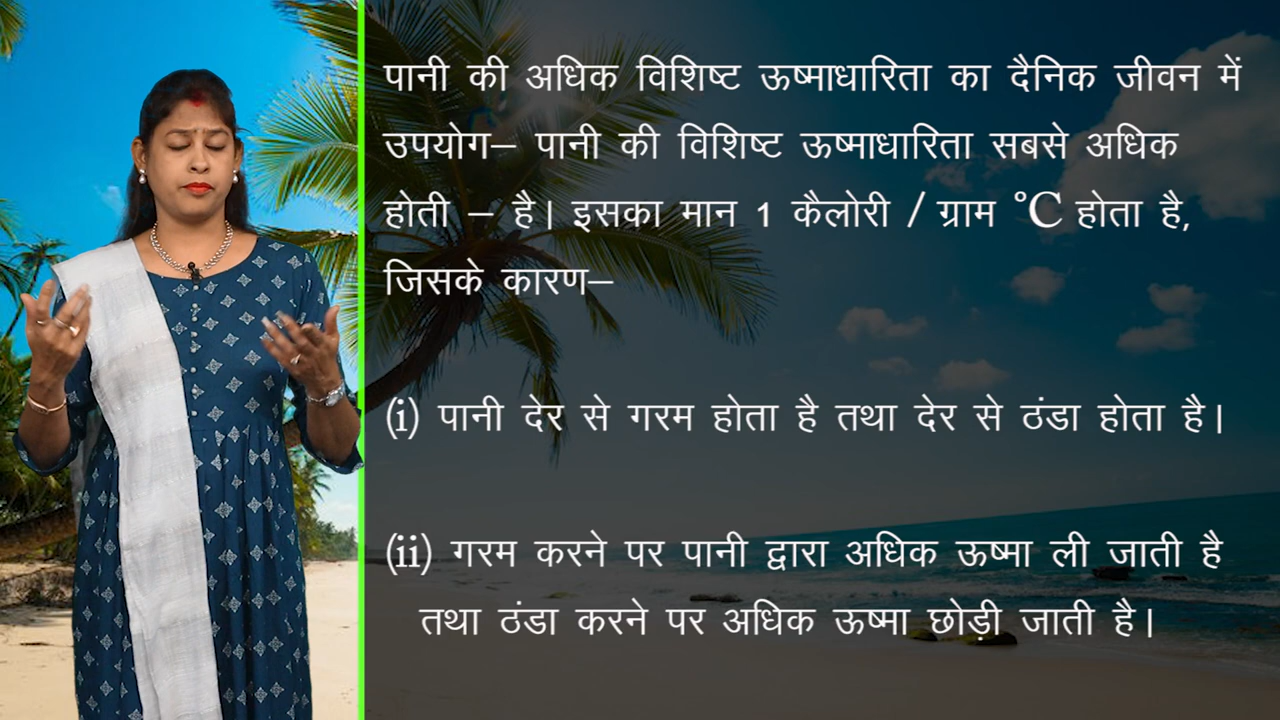 पानी की अधिक विशिष्ट ऊष्माधारिता का दैनिक जीवन में
उपयोग– पानी की विशिष्ट ऊष्माधारिता सबसे अधिक
होती – है। इसका मान 1 कैलोरी / ग्राम °C होता है,
जिसके कारण–
(i) पानी देर से गरम होता है तथा देर से ठंडा होता है।
(ii) गरम करने पर पानी द्वारा अधिक ऊष्मा ली जाती है
तथा ठंडा करने पर अधिक ऊष्मा छोड़ी जाती है।